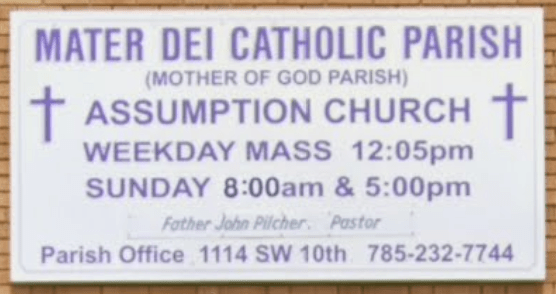 MATER DEI CATHOLIC PARISH
(MOTHER OF GOD PARISH)
ASSUMPTION CHURCH
WEEKDAY MASS 12:05pm
SUNDAY 8:00am & 5:00pm
Father John Pilcher. Pastor
Parish Office 1114 SW 10th 785-232-7744